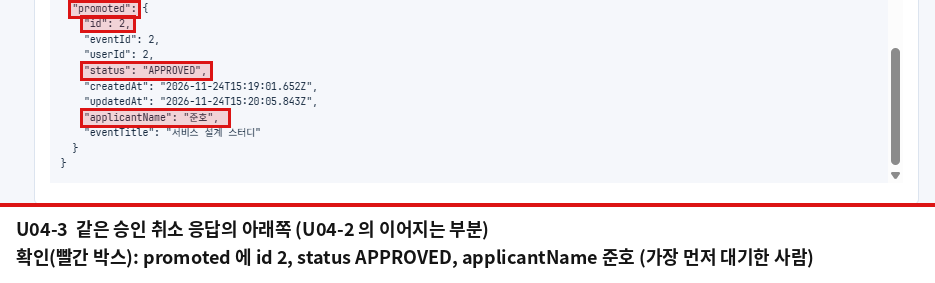 "promoted": {
"id": 2,
"eventId": 2,
"userId": 2,
"status": "APPROVED",
"createdAt": "2026-11-24T15:19:01.652Z",
"updatedAt": "2026-11-24T15:20:05.843Z",
"applicantName": "준호",
"eventTitle": "서비스 설계 스터디"
}
}
U04-3 같은 승인 취소 응답의 아래쪽 (U04-2 의 이어지는 부분)
확인(빨간 박스): promoted 에 id 2, status APPROVED, applicantName 준호 (가장 먼저 대기한 사람)